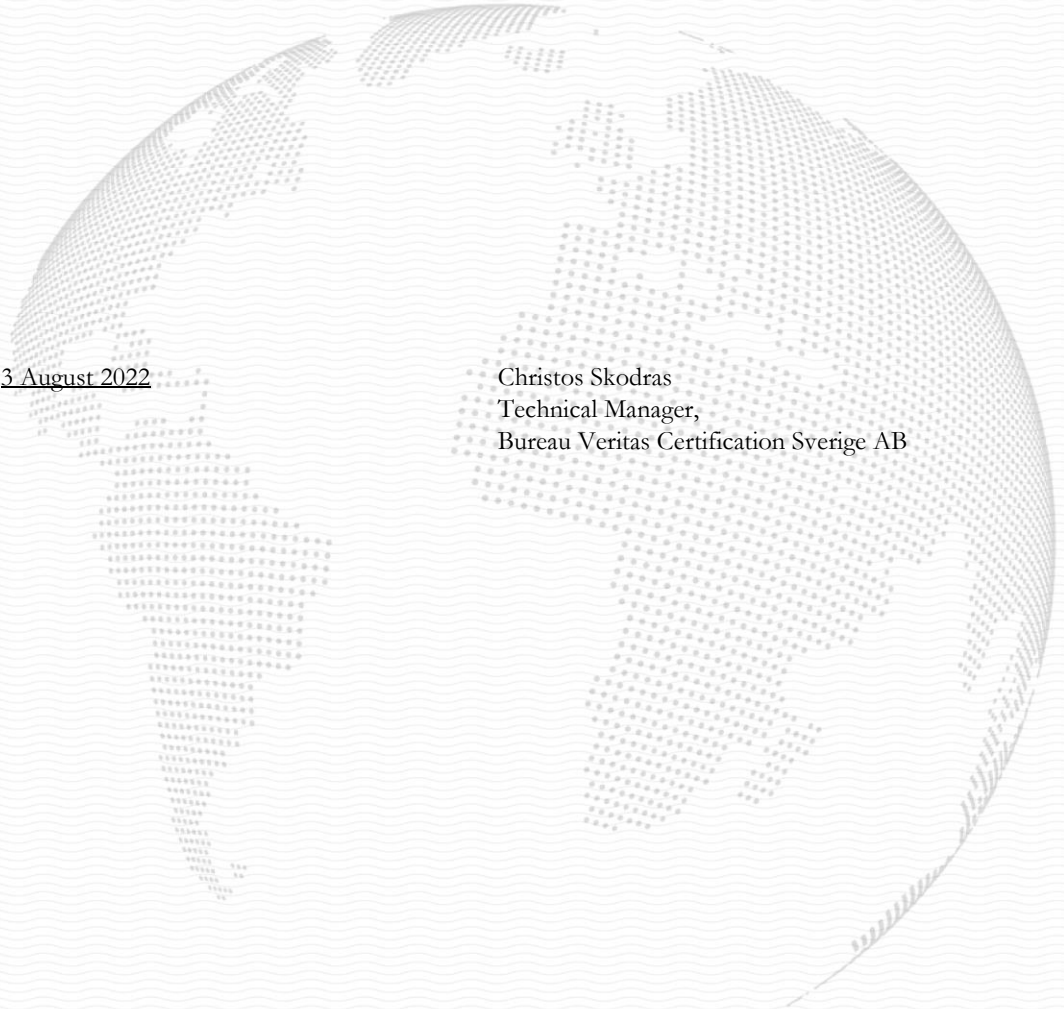 3 August 2022
Christos Skodras
Technical Manager,
Bureau Veritas Certification Sverige AB